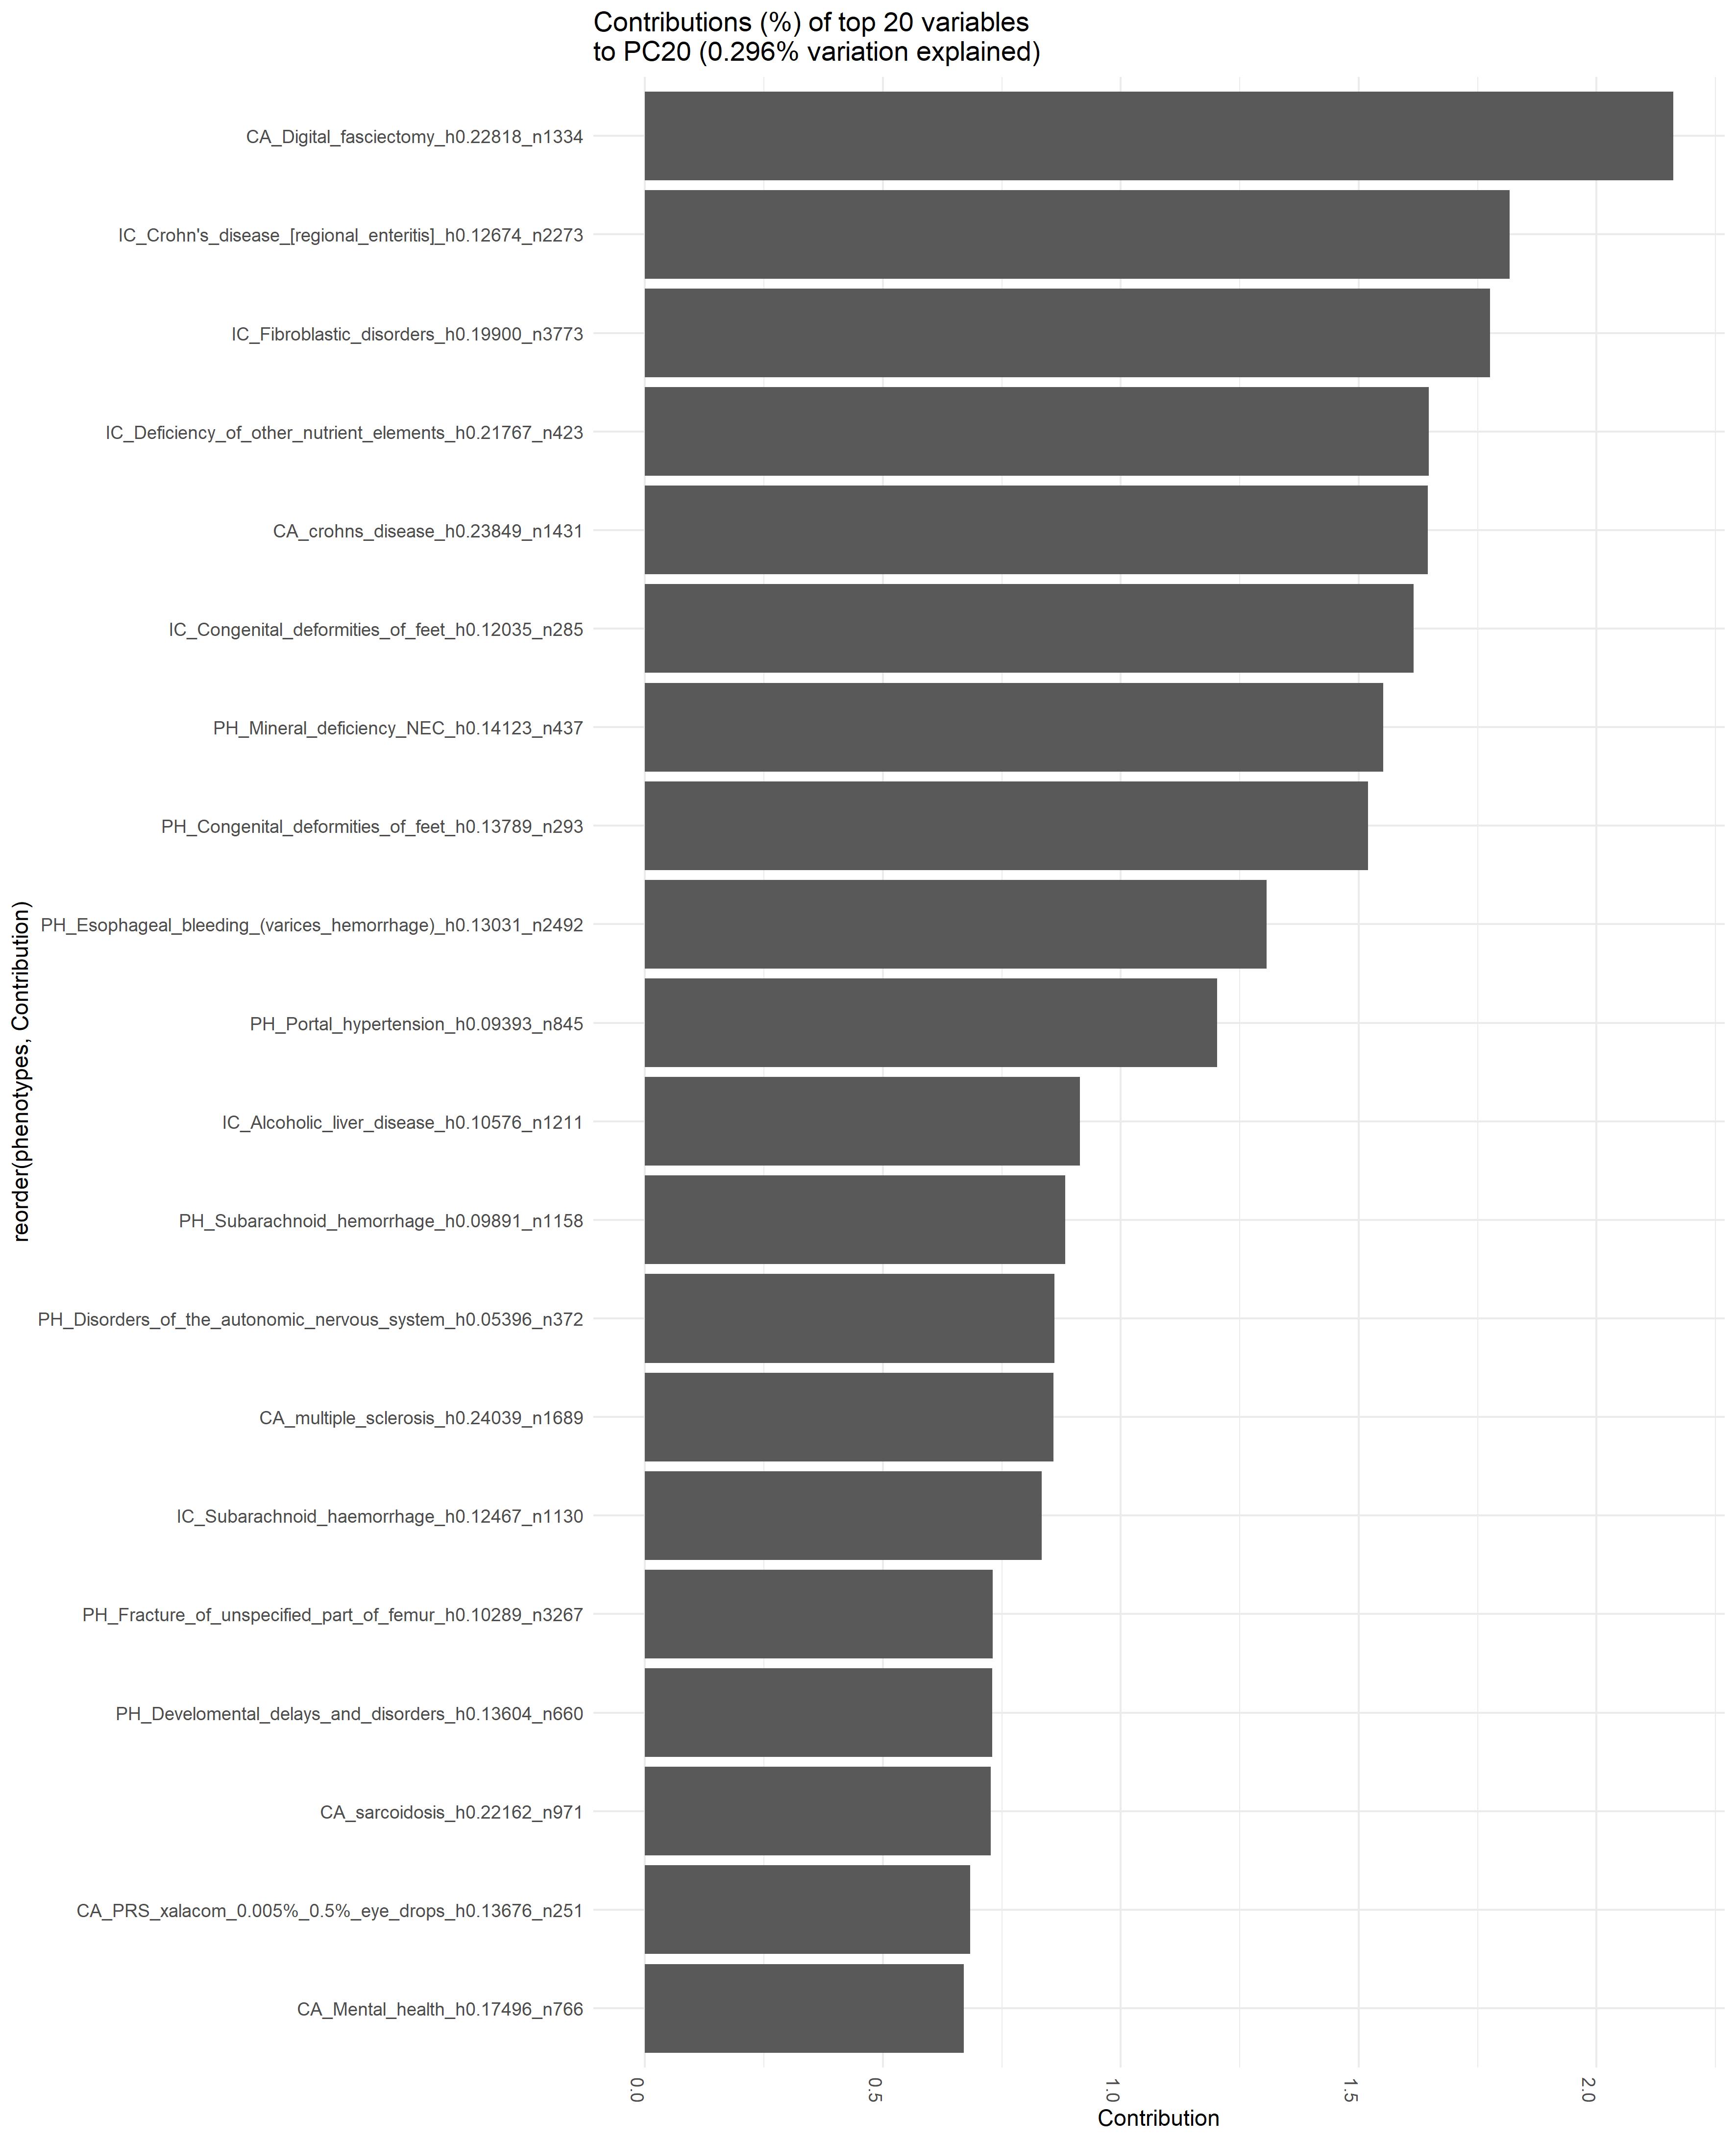 Contributions (%) of top 20 variables
to PC20 (0.296% variation explained)
CA_Digital_fasciectomy_h0.22818_n1334
IC_Crohn's_disease_[regional_enteritis]_h0.12674_n2273
IC_Fibroblastic_disorders_h0.19900_n3773
IC_Deficiency_of_other_nutrient_elements_h0.21767_n423
CA_crohns_disease_h0.23849_n1431
IC_Congenital_deformities_of_feet_h0.12035_n285
PH_Mineral_deficiency_NEC_h0.14123_n437
PH_Congenital_deformities_of_feet_h0.13789_n293
PH_Esophageal_bleeding_(varices_hemorrhage)_h0.13031_n2492
PH_Portal_hypertension_h0.09393_n845
IC_Alcoholic_liver_disease_h0.10576_n1211
PH_Subarachnoid_hemorrhage_h0.09891_n1158
PH_Disorders_of_the_autonomic_nervous_system_h0.05396_n372
CA_multiple_sclerosis_h0.24039_n1689
IC_Subarachnoid_haemorrhage_h0.12467_n1130
PH_Fracture_of_unspecified_part_of_femur_h0.10289_n3267
PH_Develomental_delays_and_disorders_h0.13604_n660
CA_sarcoidosis_h0.22162_n971
CA_PRS_xalacom_0.005%_0.5%_eye_drops_h0.13676_n251
CA_Mental_health_h0.17496_n766
reorder(phenotypes, Contribution)
0.0
0.5
1.0
1.5
2.0
Contribution